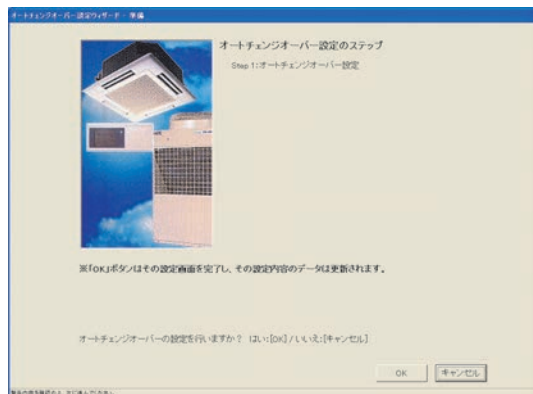 オートチェンジオーバー設定ウィザード - 準備
オートチェンジオーバー設定のステップ
Step 1:オートチェンジオーバー設定
※「OK」ボタンはその設定画面を完了し、その設定内容のデータは更新されます。
オートチェンジオーバーの設定を行いますか？ はい:[OK] / いいえ:[キャンセル]
OK
キャンセル